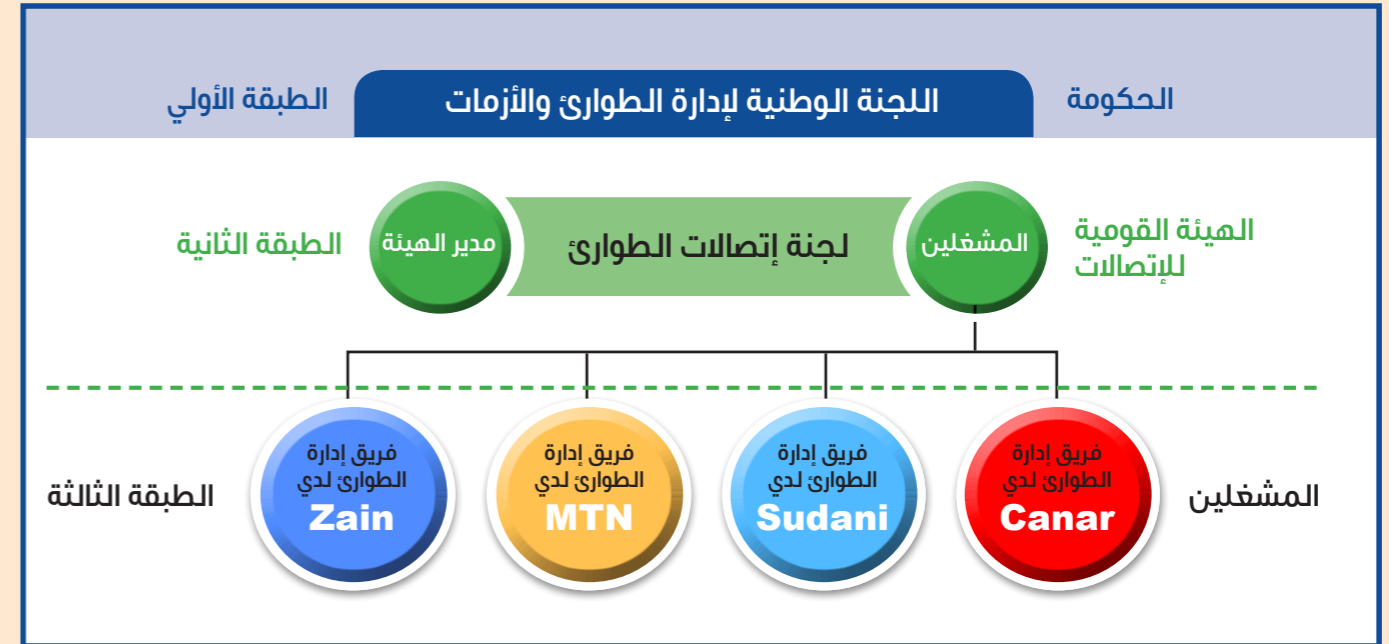 الحكومة
اللجنة الوطنية لإدارة الطوارئ والأزمات
الطبقة الأولي
الهيئة القومية
للإتصالات
المشغلين
لجنة إتصالات الطوارئ
مدير الهيئة
الطبقة الثانية
المشغلين
فريق إدارة
الطوارئ لدي
Canar
فريق إدارة
الطوارئ لدي
Sudani
فريق إدارة
الطوارئ لدي
MTN
فريق إدارة
الطوارئ لدي
Zain
الطبقة الثالثة